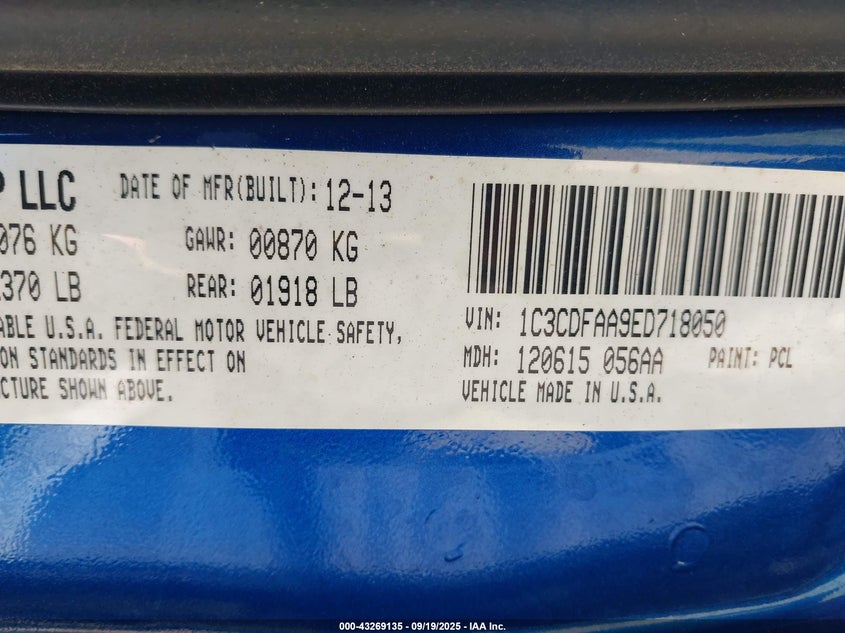 P LLC DATE OF MFR(BUILT): 12-13
076 KG GAWR: 00870 KG
370 LB REAR: 01918 LB
ABLE U.S.A. FEDERAL MOTOR VEHICLE SAFETY,
ON STANDARDS IN EFFECT ON
CTURE SHOWN ABOVE.
VIN: 1C3CDFAA9ED718050
MDH: 120615 056AA PAINT: PCL
VEHICLE MADE IN U.S.A.
000-43269135 - 09/19/2025 - IAA Inc.